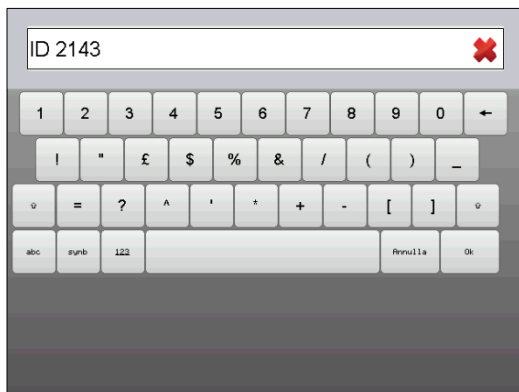 ID 2143
1 2 3 4 5 6 7 8 9 0 ←
! " £ $ % & / ( ) _
⇧ = ? ^ ' * + - [ ] ⇧
abc symb 123 Annulla Ok